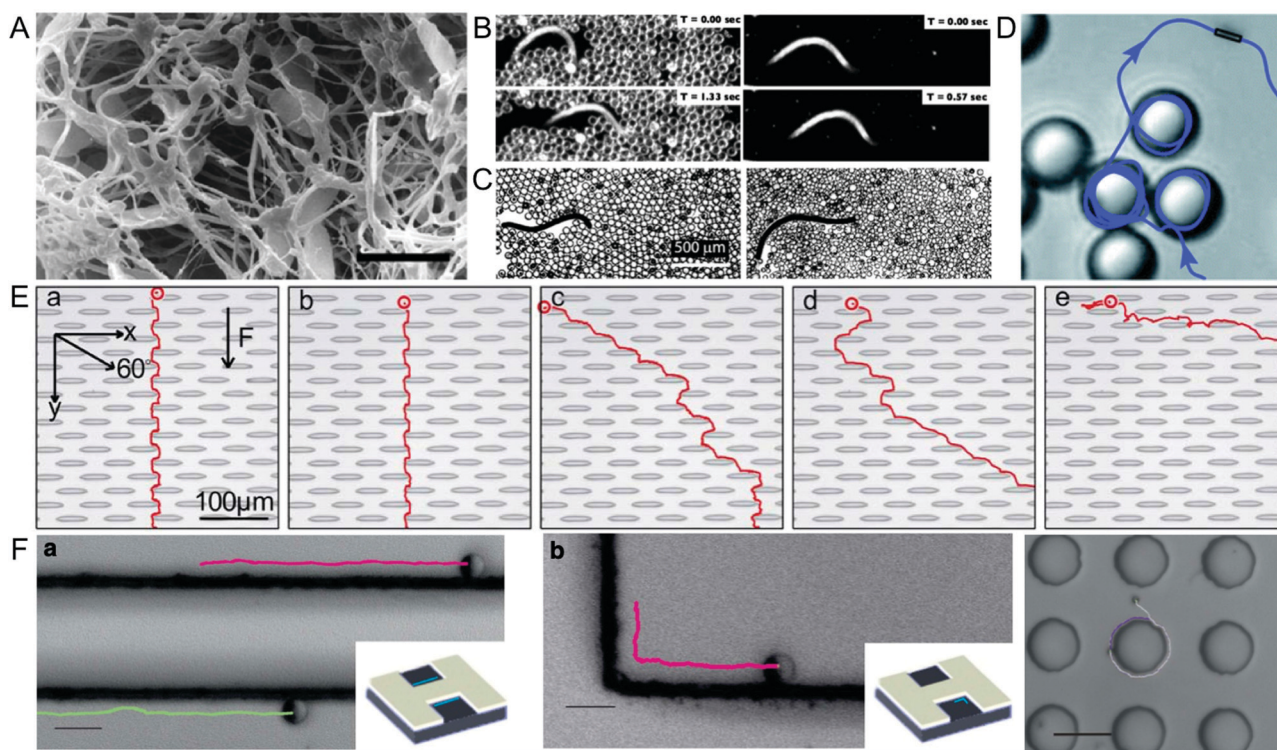 A
B
T = 0.00 sec
T = 0.00 sec
T = 1.33 sec
T = 0.57 sec
C
500 μm
D
E
a
x
60°
y
F
100μm
b
c
d
e
F
a
b